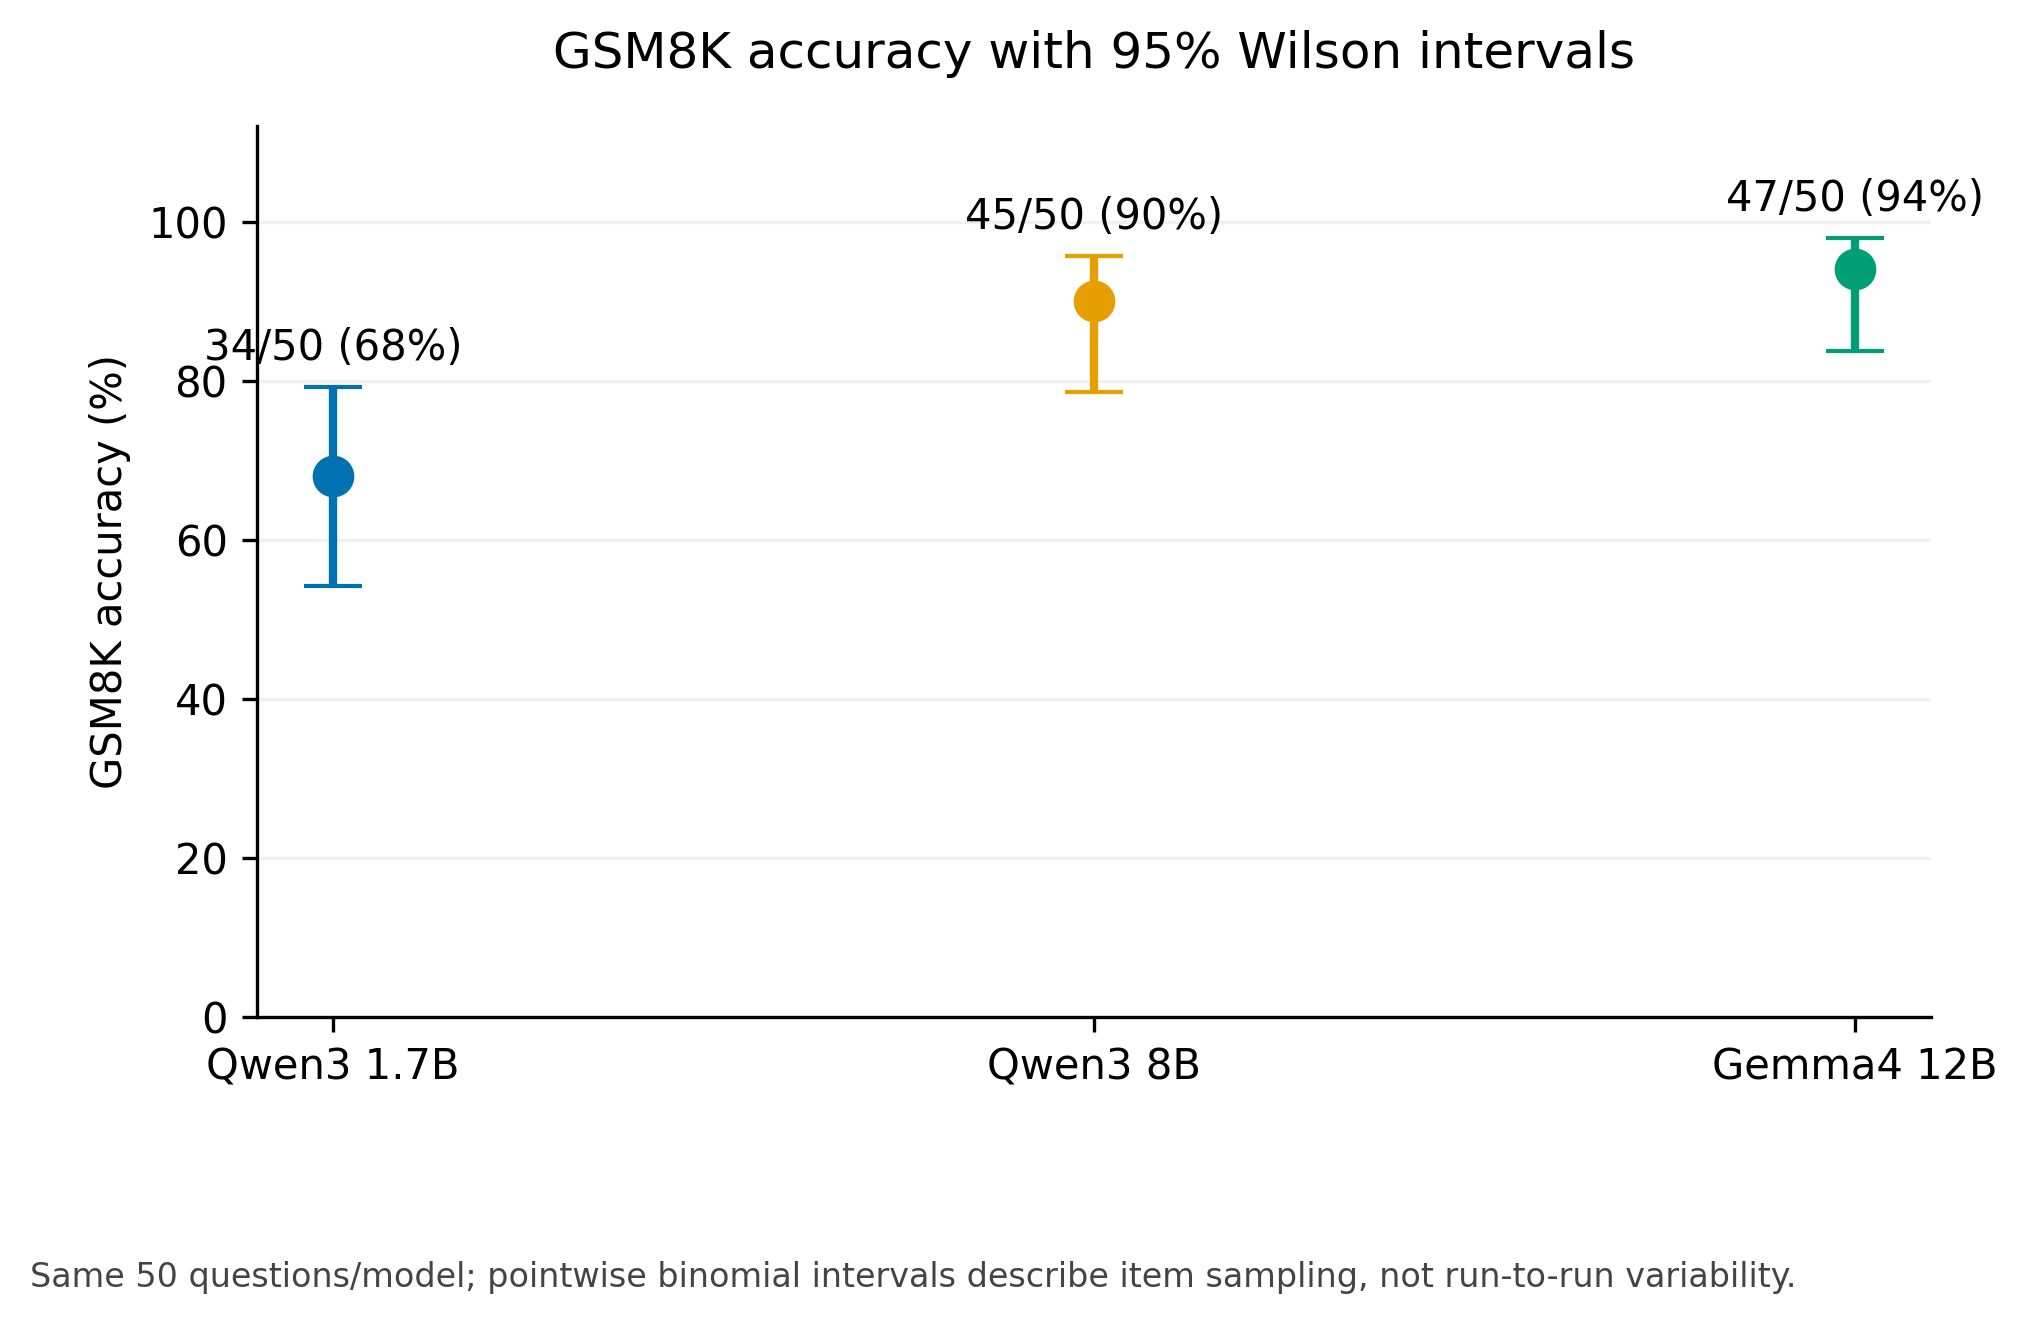 GSM8K accuracy with 95% Wilson intervals
47/50 (94%)
45/50 (90%)
100
34/50 (68%)
80
60
40
20
0
GSM8K accuracy (%)
Qwen3 1.7B
Qwen3 8B
Gemma4 12B
Same 50 questions/model; pointwise binomial intervals describe item sampling, not run-to-run variability.